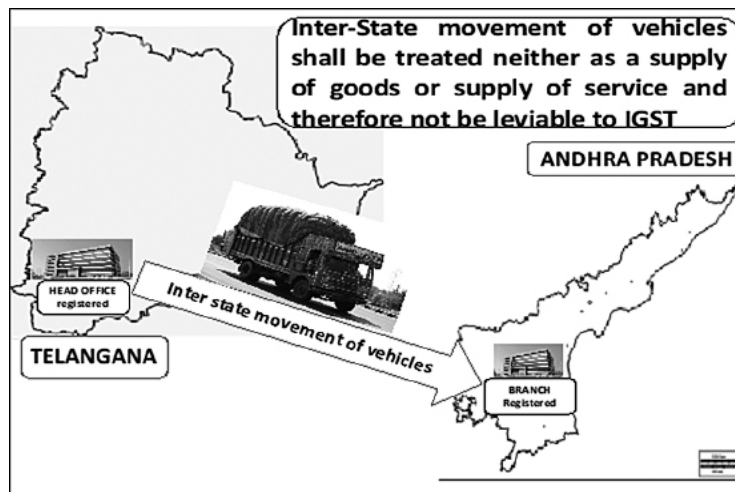 Inter-State movement of vehicles
shall be treated neither as a supply
of goods or supply of service and
therefore not be leviable to IGST
ANDHRA PRADESH
HEAD OFFICE
registered
Inter state movement of vehicles
TELANGANA
BRANCH
Registered